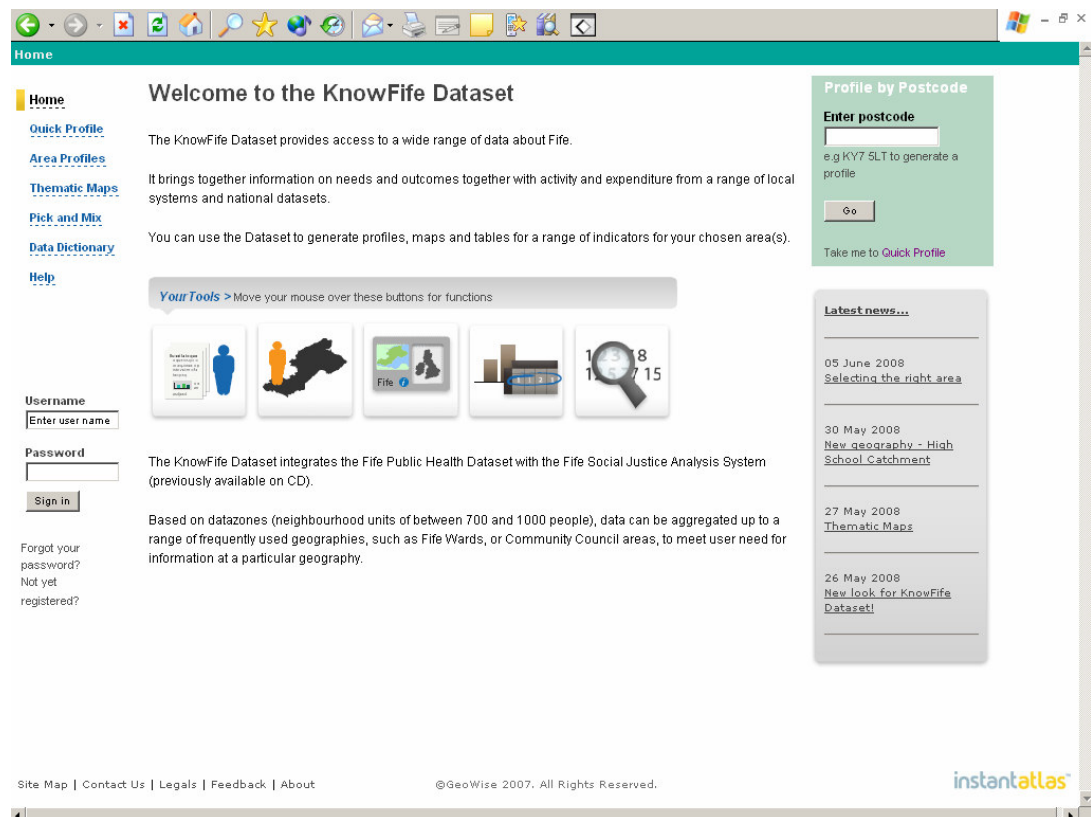 Home
Home
Quick Profile
Area Profiles
Thematic Maps
Pick and Mix
Data Dictionary
Help
Username
Enter user name
Password
Sign in
Forgot your
password?
Not yet
registered?
Welcome to the KnowFife Dataset
The KnowFife Dataset provides access to a wide range of data about Fife.
It brings together information on needs and outcomes together with activity and expenditure from a range of local
systems and national datasets.
You can use the Dataset to generate profiles, maps and tables for a range of indicators for your chosen area(s).
Your Tools > Move your mouse over these buttons for functions
Fife
The KnowFife Dataset integrates the Fife Public Health Dataset with the Fife Social Justice Analysis System
(previously available on CD).
Based on datazones (neighbourhood units of between 700 and 1000 people), data can be aggregated up to a
range of frequently used geographies, such as Fife Wards, or Community Council areas, to meet user need for
information at a particular geography.
Profile by Postcode
Enter postcode
e.g KY7 5LT to generate a
profile
Go
Take me to Quick Profile
Latest news...
05 June 2008
Selecting the right area
30 May 2008
New geography - High
School Catchment
27 May 2008
Thematic Maps
26 May 2008
New look for KnowFife
Dataset!
Site Map | Contact Us | Legals | Feedback | About
©GeoWise 2007. All Rights Reserved.
instantatlas